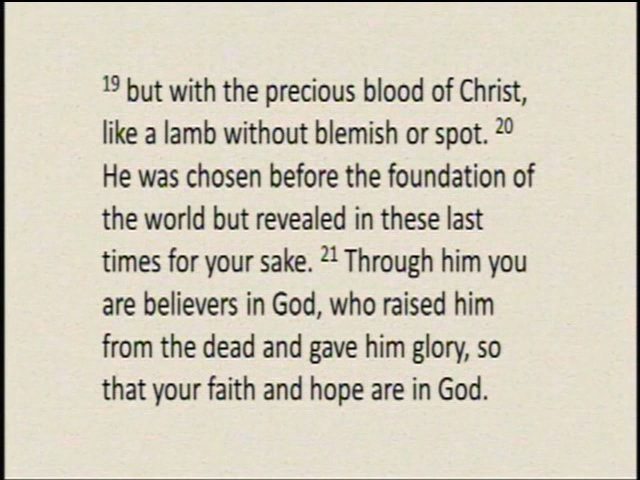 19 but with the precious blood of Christ,
like a lamb without blemish or spot. 20
He was chosen before the foundation of
the world but revealed in these last
times for your sake. 21 Through him you
are believers in God, who raised him
from the dead and gave him glory, so
that your faith and hope are in God.